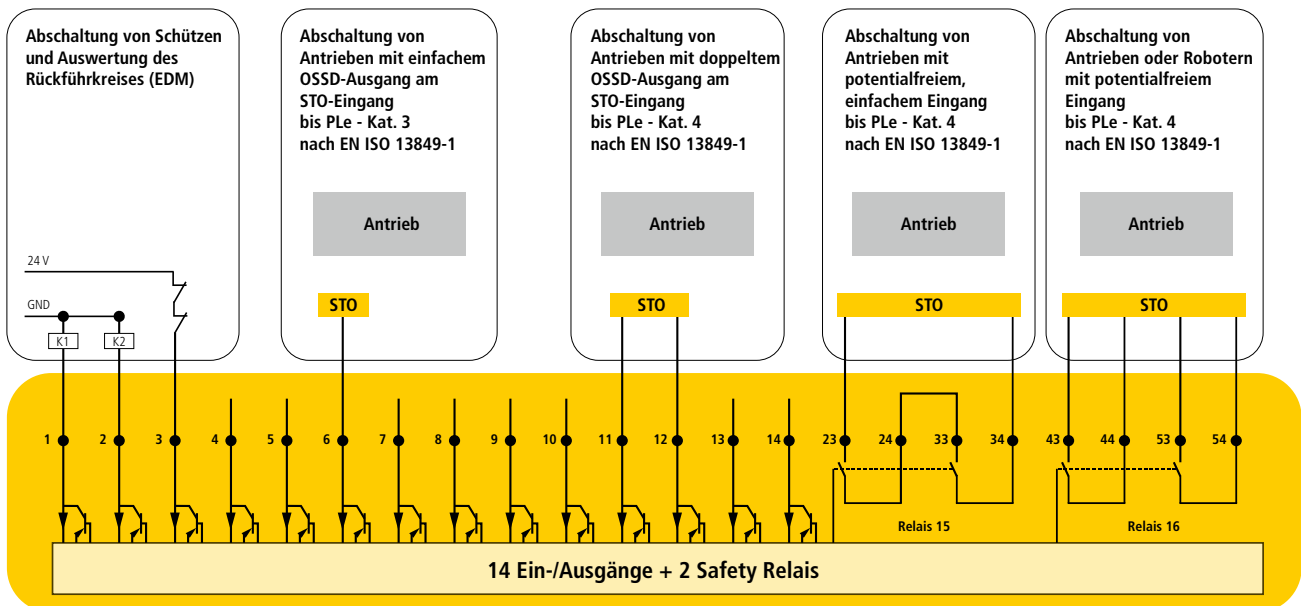 Abschaltung von Schützen
und Auswertung des
Rückführkreises (EDM)
24 V
GND
K1
K2
Abschaltung von
Antrieben mit einfachem
OSSD-Ausgang am
STO-Eingang
bis PLe - Kat. 3
nach EN ISO 13849-1
Antrieb
STO
Abschaltung von
Antrieben mit doppeltem
OSSD-Ausgang am
STO-Eingang
bis PLe - Kat. 4
nach EN ISO 13849-1
Antrieb
STO
Abschaltung von
Antrieben mit
potentialfreiem,
einfachem Eingang
bis PLe - Kat. 4
nach EN ISO 13849-1
Antrieb
STO
Abschaltung von
Antrieben oder Robotern
mit potentialfreiem
Eingang
bis PLe - Kat. 4
nach EN ISO 13849-1
Antrieb
STO
1 2 3 4 5 6 7 8 9 10 11 12 13 14 23 24 33 34 43 44 53 54
Relais 15
Relais 16
14 Ein-/Ausgänge + 2 Safety Relais